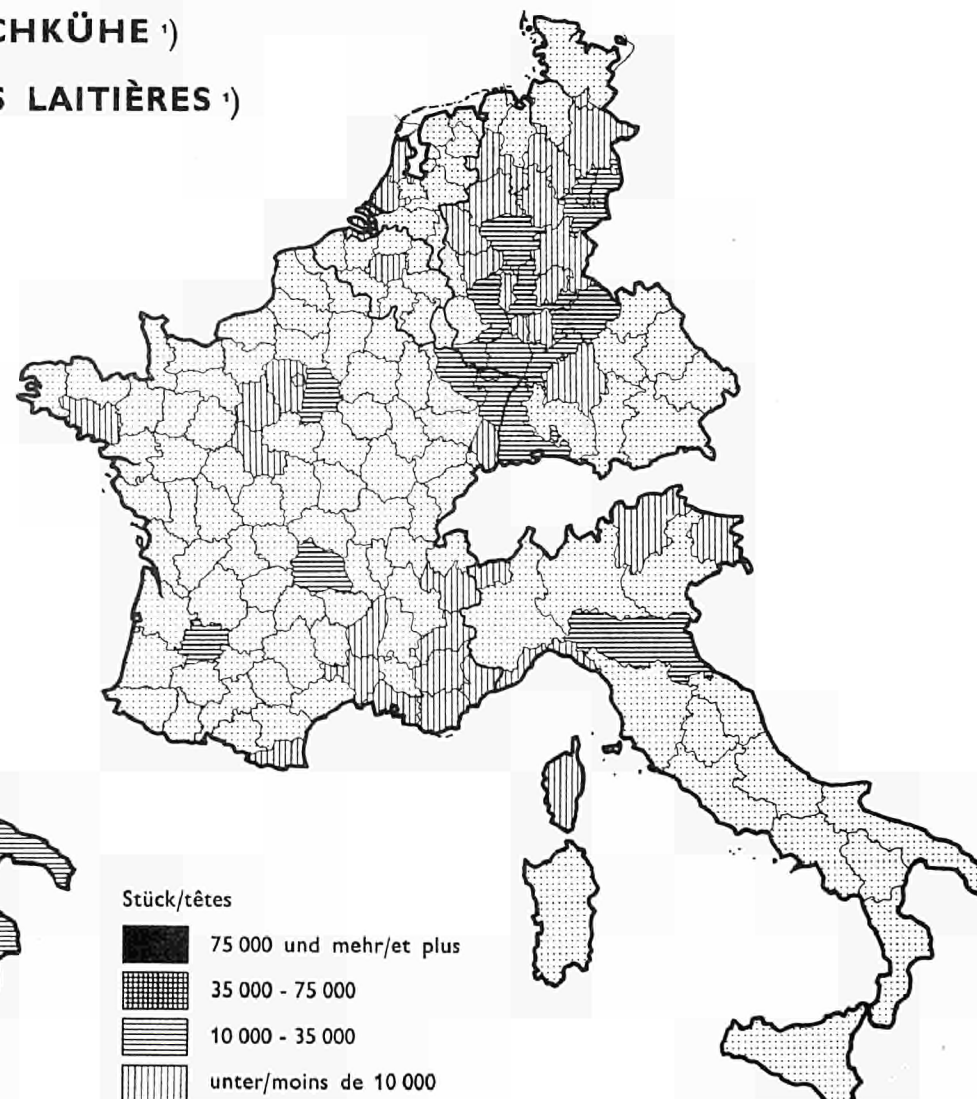 CHKÜHE ¹)
S LAITIÈRES ¹)
Stück/têtes
75 000 und mehr/et plus
35 000 - 75 000
10 000 - 35 000
unter/moins de 10 000